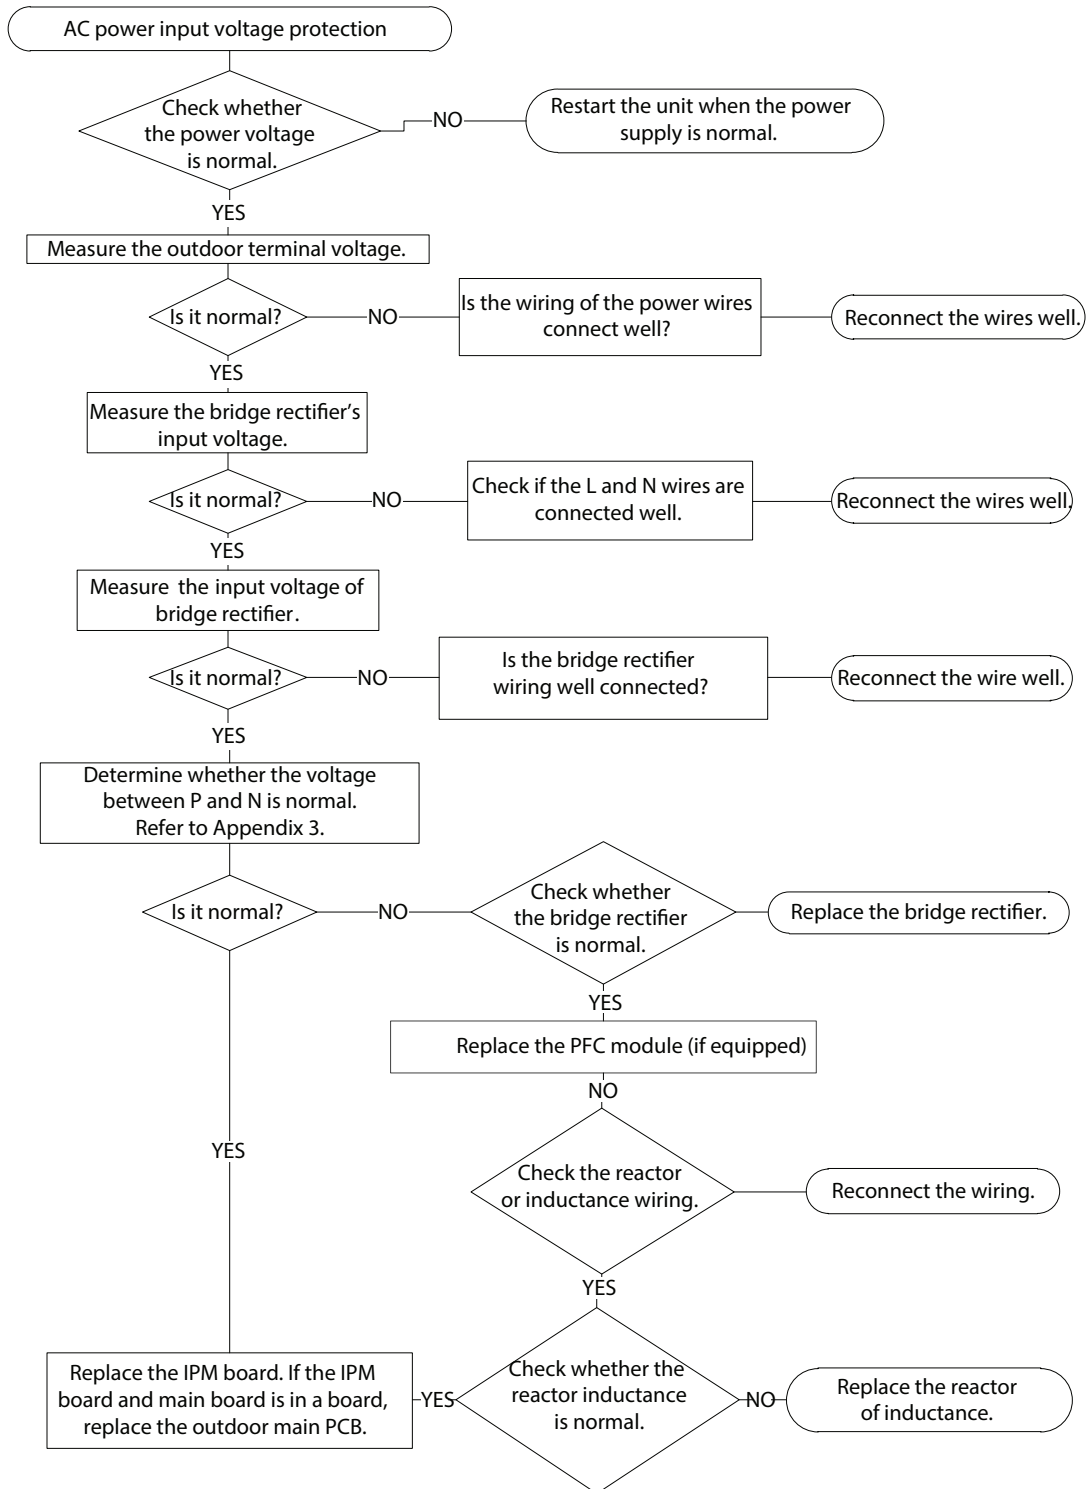 AC power input voltage protection
Check whether
the power voltage
is normal.
NO
Restart the unit when the power
supply is normal.
YES
Measure the outdoor terminal voltage.
Is it normal?
NO
Is the wiring of the power wires
connect well?
Reconnect the wires well.
YES
Measure the bridge rectifier's
input voltage.
Is it normal?
NO
Check if the L and N wires are
connected well.
Reconnect the wires well.
YES
Measure the input voltage of
bridge rectifier.
Is it normal?
NO
Is the bridge rectifier
wiring well connected?
Reconnect the wire well.
YES
Determine whether the voltage
between P and N is normal.
Refer to Appendix 3.
Is it normal?
NO
Check whether
the bridge rectifier
is normal.
Replace the bridge rectifier.
YES
Replace the PFC module (if equipped)
NO
YES
Check the reactor
or inductance wiring.
Reconnect the wiring.
YES
Replace the IPM board. If the IPM
board and main board is in a board,
replace the outdoor main PCB.
YES
Check whether the
reactor inductance
is normal.
NO
Replace the reactor
of inductance.